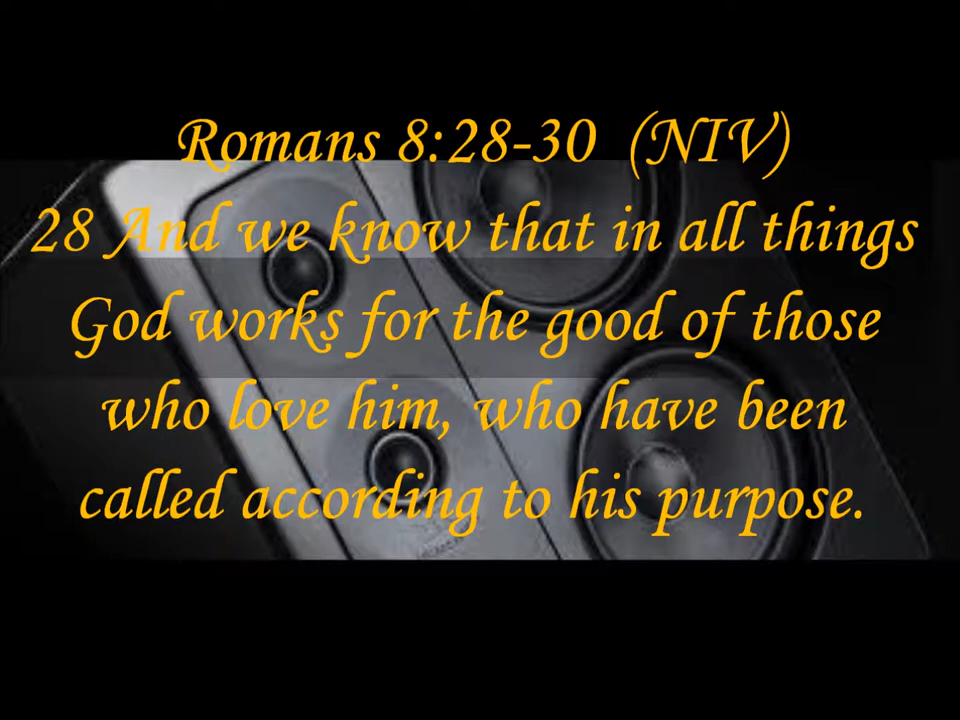 Romans 8:28-30 (NIV)
28 And we know that in all things
God works for the good of those
who love him, who have been
called according to his purpose.